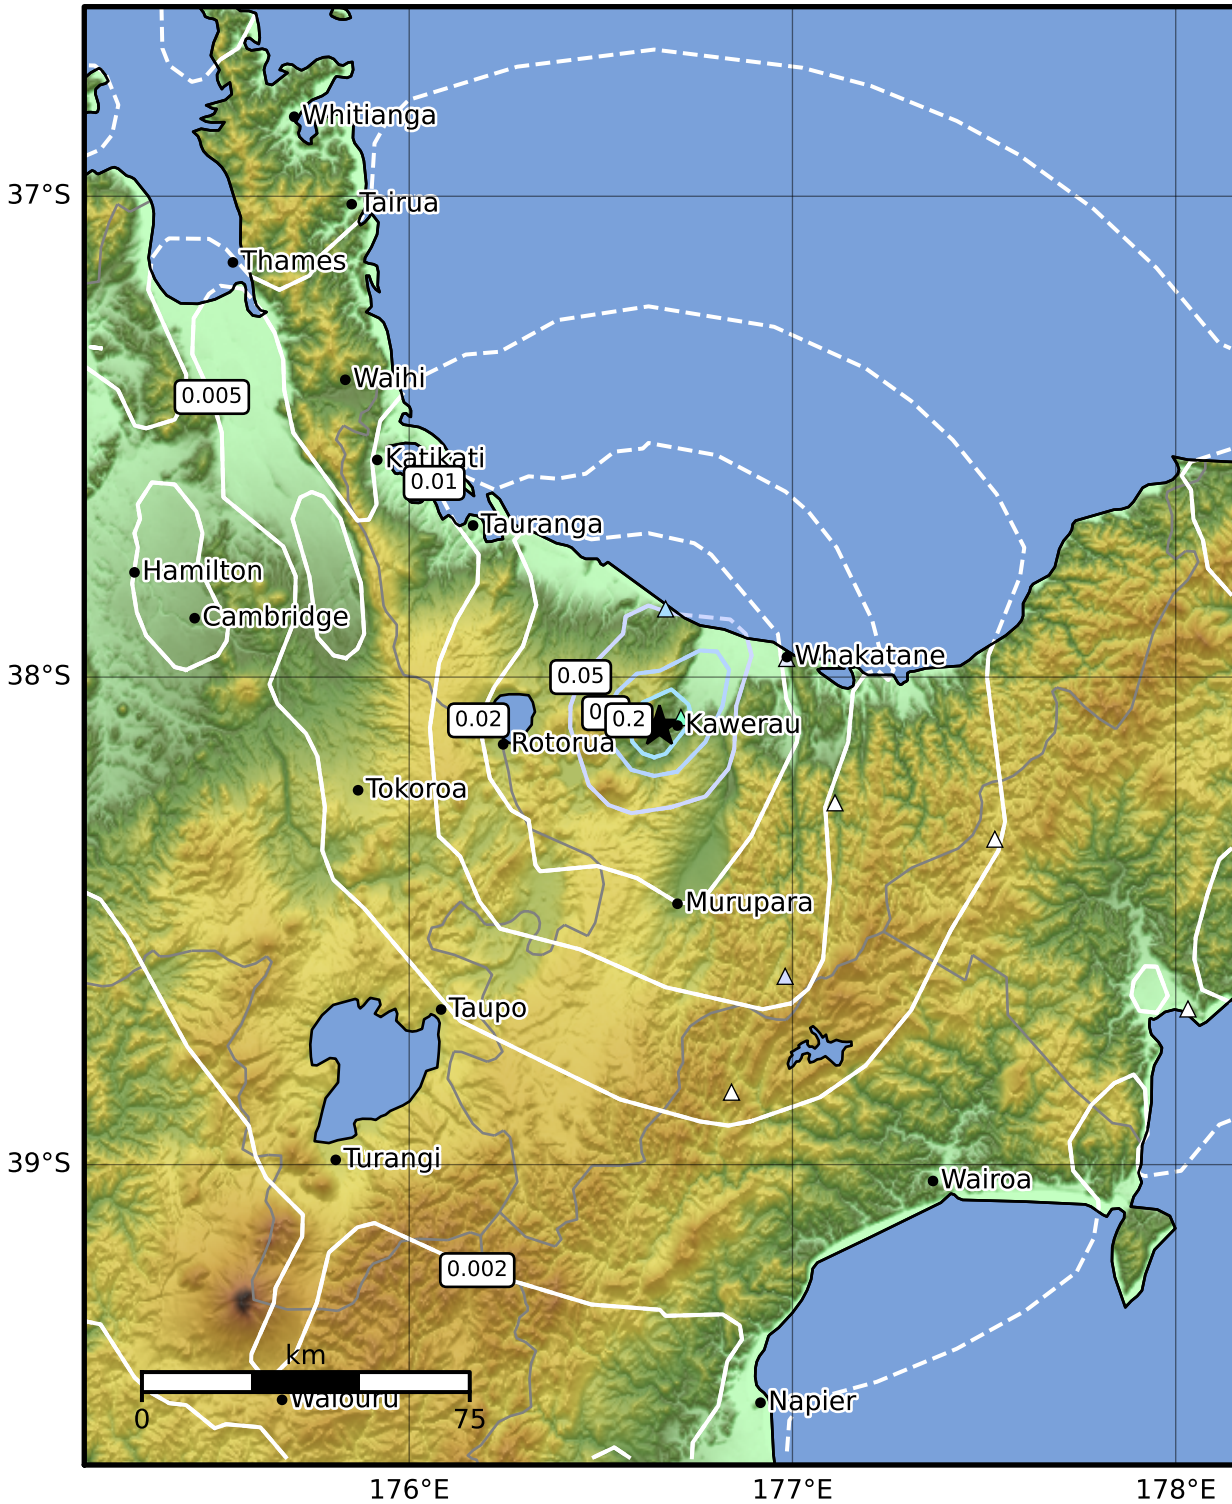 Whitianga
37°S
Tairua
Thames
Waihi
0.005
Katikati
0.01
Tauranga
Hamilton
Cambridge
Whakatane
38°S
0.05
0.02
0.2
Kawerau
Rotorua
Tokoroa
Murupara
Taupo
Turangi
39°S
Wairoa
0.002
km
Waiouru
Napier
0
75
176°E
177°E
178°E